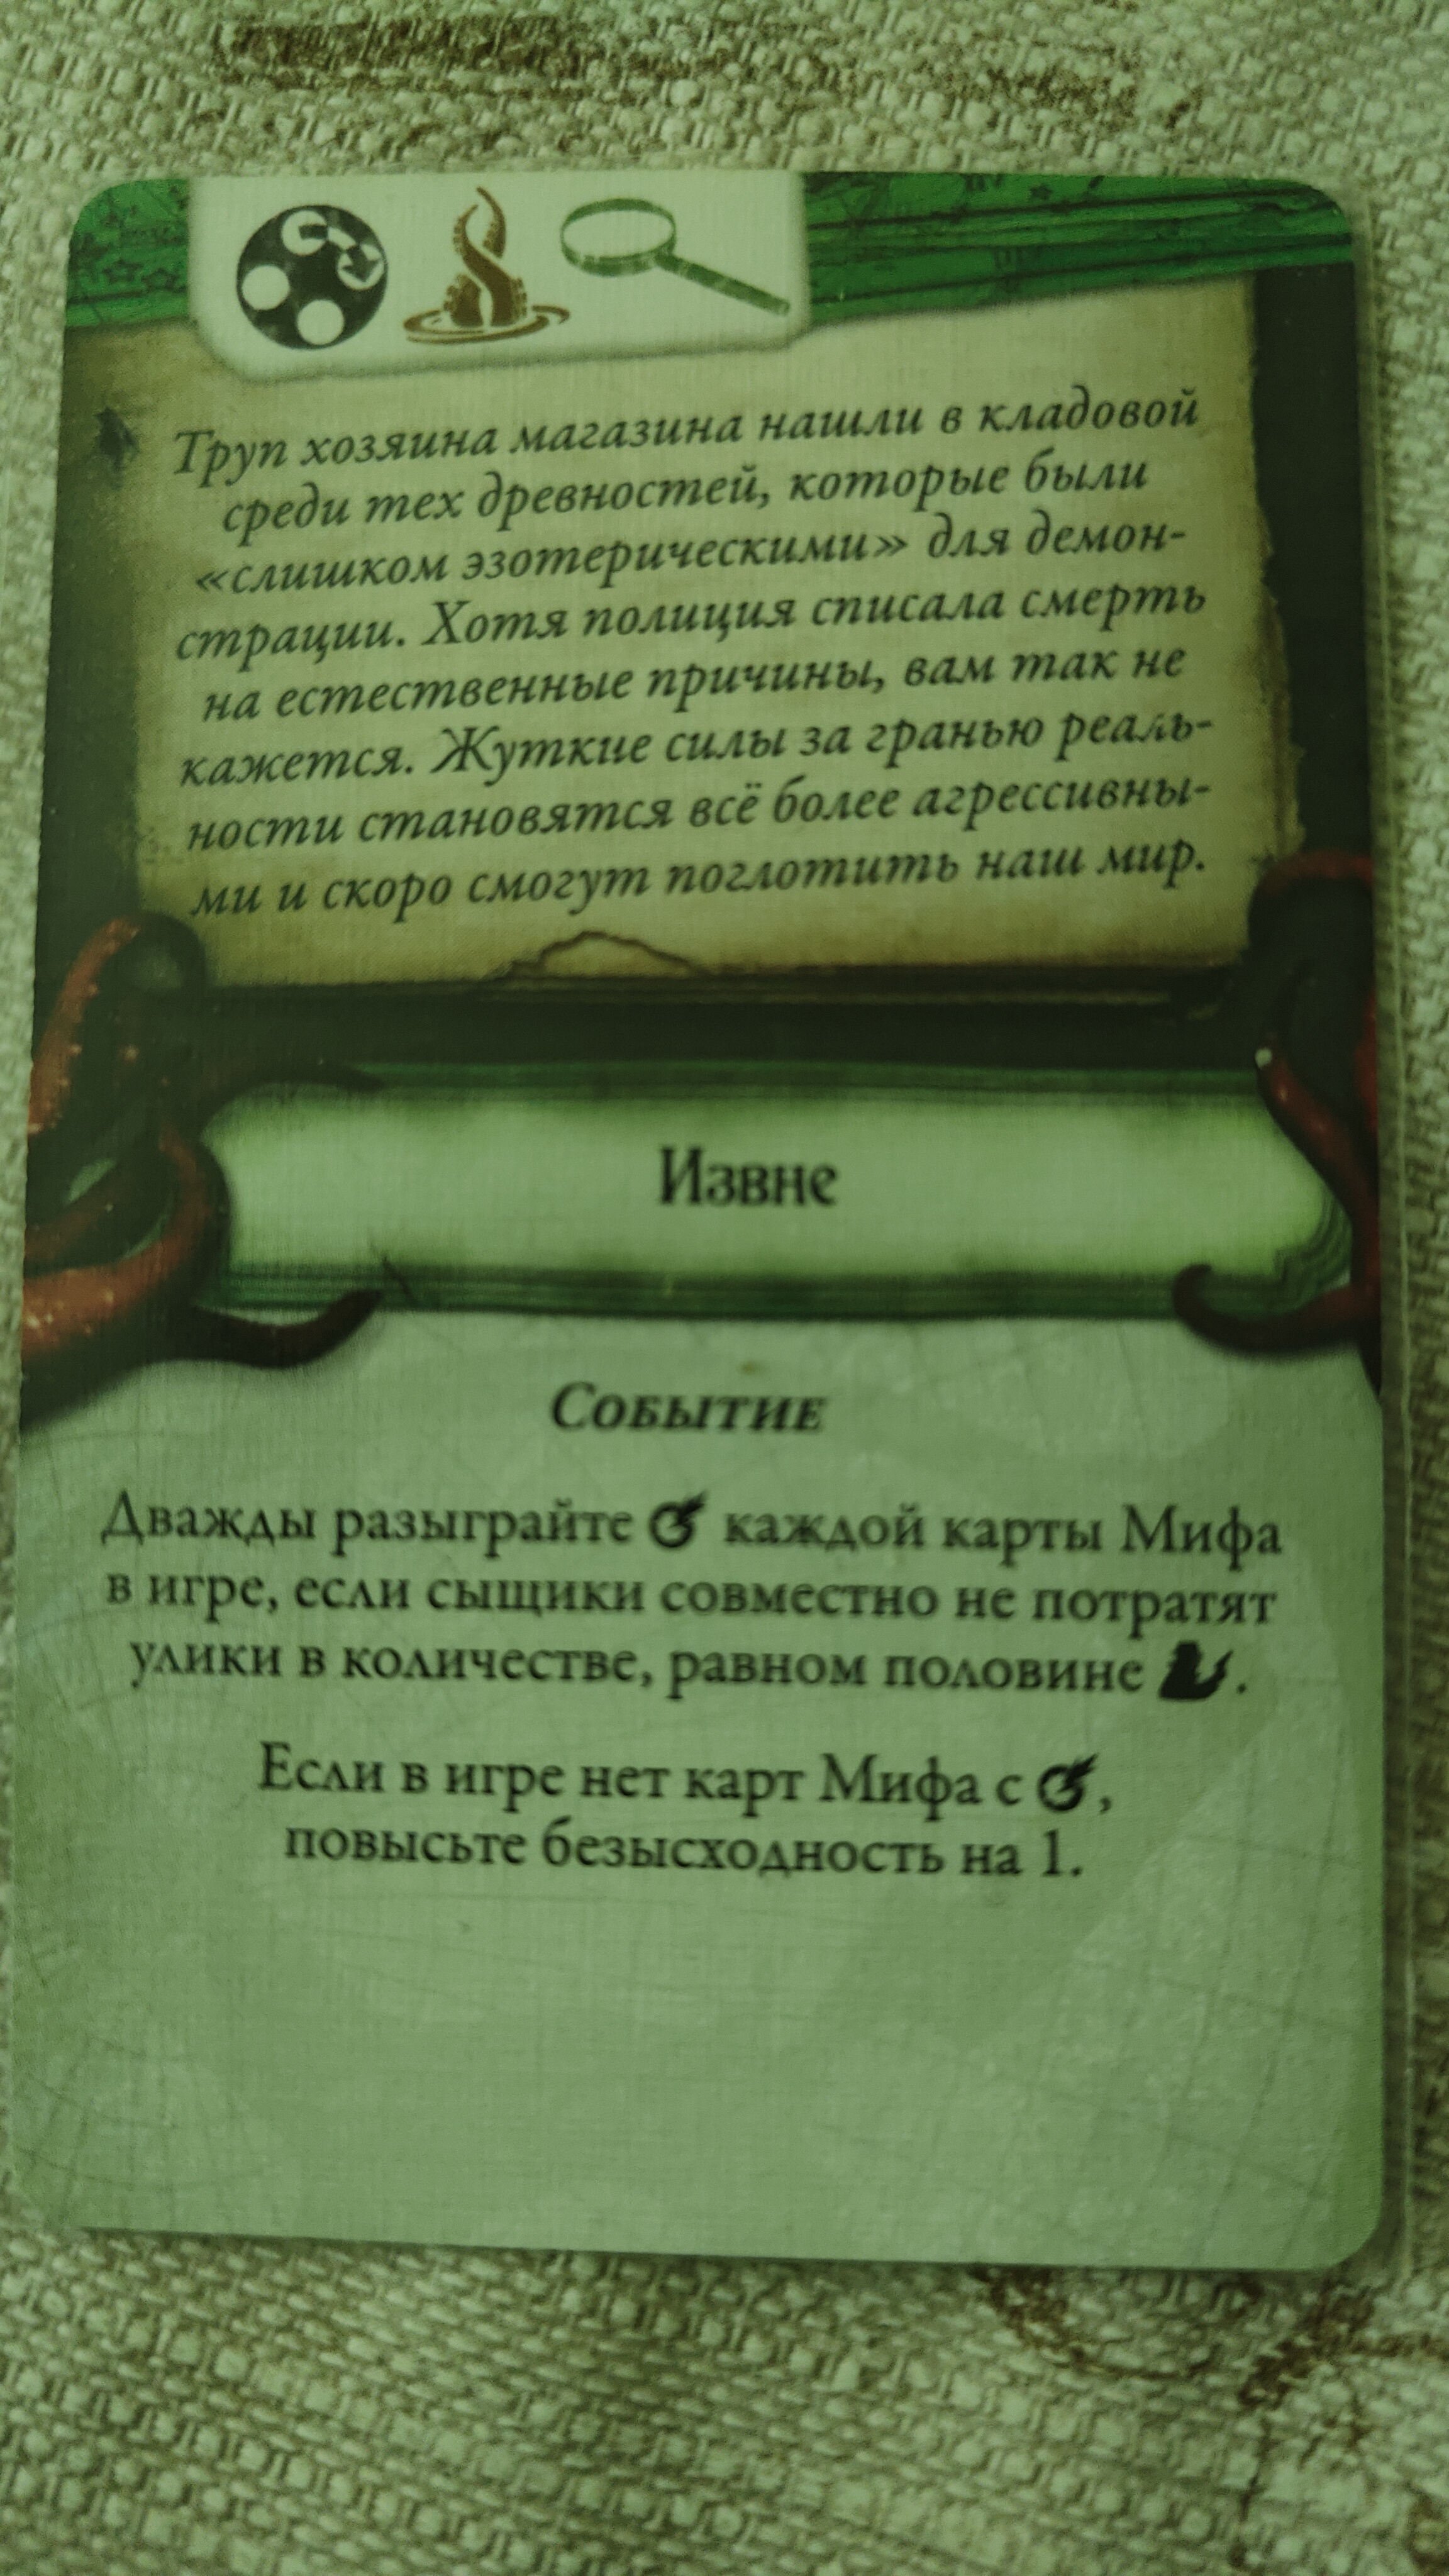 Труп хозяина магазина нашли в кладовой
среди тех древностей, которые были
«слишком эзотерическими» для демон-
страции. Хотя полиция списала смерть
на естественные причины, вам так не
кажется. Жуткие силы за гранью реаль-
ности становятся всё более агрессивны-
ми и скоро смогут поглотить наш мир.
Извне
Событие
Дважды разыграйте каждой карты Мифа
в игре, если сыщики совместно не потратят
улики в количестве, равном половине .
Если в игре нет карт Мифа с ,
повысьте безысходность на 1.